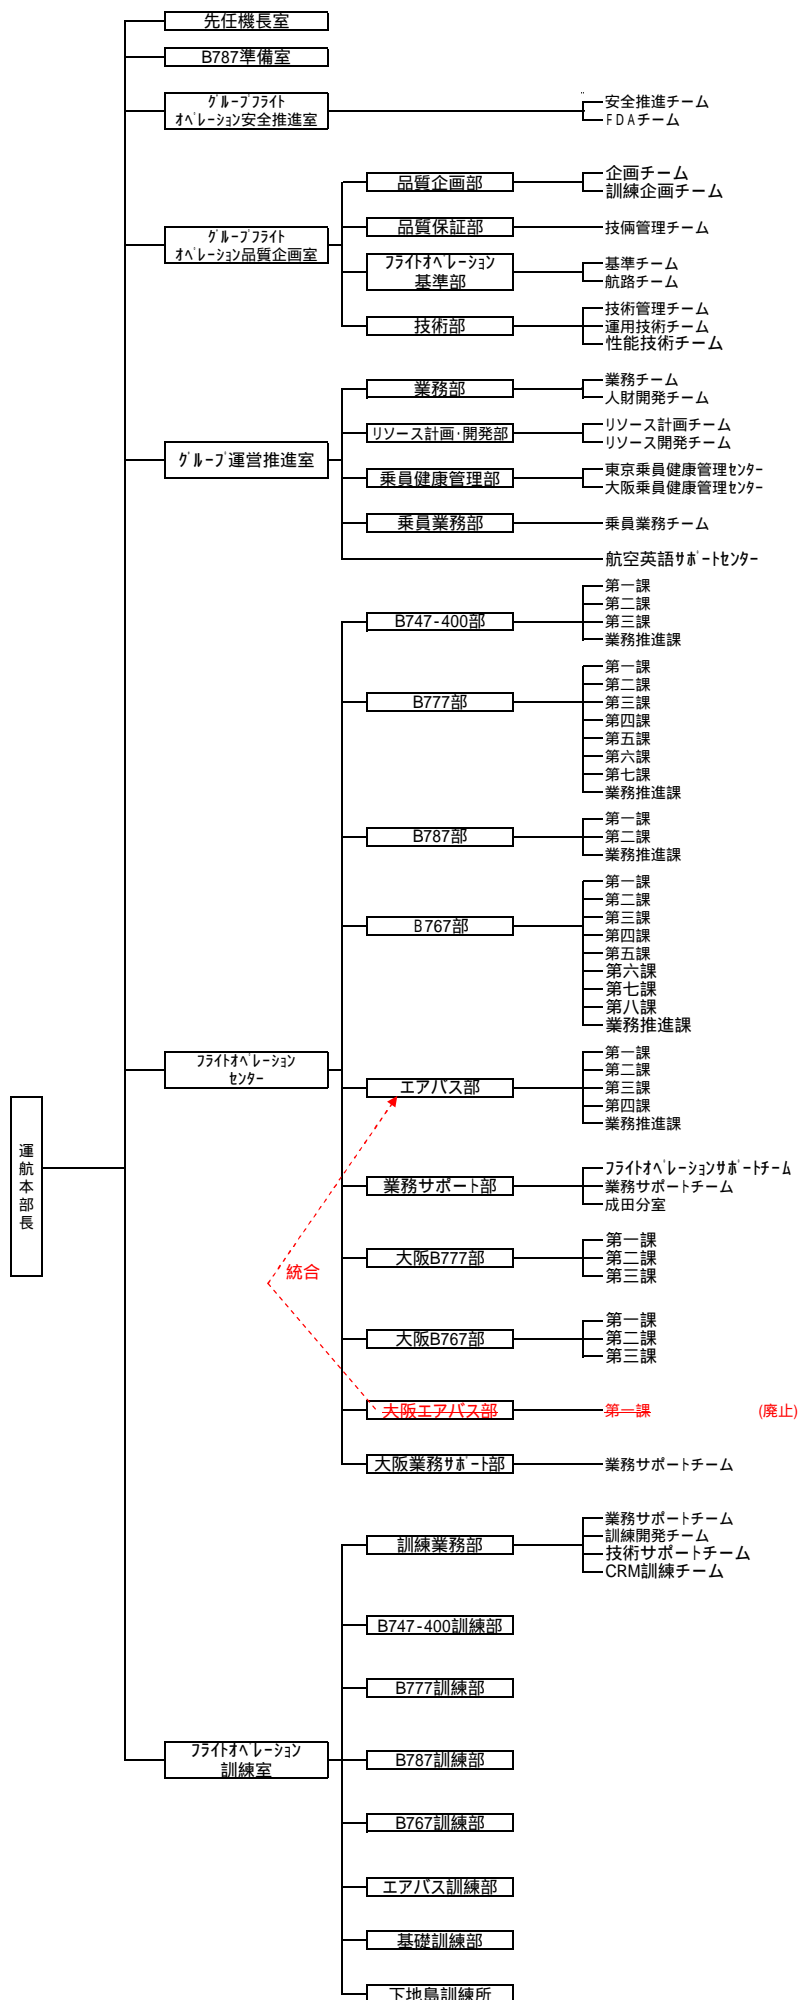 先任機長室
B787準備室
ｸﾞﾙｰﾌﾟﾌﾗｲﾄ
ｵﾍﾟﾚｰｼｮﾝ安全推進室
安全推進チーム
FDAチーム
ｸﾞﾙｰﾌﾟﾌﾗｲﾄ
ｵﾍﾟﾚｰｼｮﾝ品質企画室
品質企画部
企画チーム
訓練企画チーム
品質保証部
技倆管理チーム
ﾌﾗｲﾄｵﾍﾟﾚｰｼｮﾝ
基準部
基準チーム
航路チーム
技術部
技術管理チーム
運用技術チーム
性能技術チーム
ｸﾞﾙｰﾌﾟ運営推進室
業務部
業務チーム
人財開発チーム
リソース計画･開発部
リソース計画チーム
リソース開発チーム
乗員健康管理部
東京乗員健康管理ｾﾝﾀｰ
大阪乗員健康管理ｾﾝﾀｰ
乗員業務部
乗員業務チーム
航空英語ｻﾎﾟｰﾄｾﾝﾀｰ
ﾌﾗｲﾄｵﾍﾟﾚｰｼｮﾝ
ｾﾝﾀｰ
B747-400部
第一課
第二課
第三課
業務推進課
B777部
第一課
第二課
第三課
第四課
第五課
第六課
第七課
業務推進課
B787部
第一課
第二課
業務推進課
B767部
第一課
第二課
第三課
第四課
第五課
第六課
第七課
第八課
業務推進課
エアバス部
第一課
第二課
第三課
第四課
業務推進課
運航本部長
業務サポート部
ﾌﾗｲﾄｵﾍﾟﾚｰｼｮﾝｻﾎﾟｰﾄﾁｰﾑ
業務サポートチーム
成田分室
統合
大阪B777部
第一課
第二課
第三課
大阪B767部
第一課
第二課
第三課
大阪エアバス部
第一課
(廃止)
大阪業務ｻﾎﾟｰﾄ部
業務サポートチーム
ﾌﾗｲﾄｵﾍﾟﾚｰｼｮﾝ
訓練室
訓練業務部
業務サポートチーム
訓練開発チーム
技術サポートチーム
CRM訓練チーム
B747-400訓練部
B777訓練部
B787訓練部
B767訓練部
エアバス訓練部
基礎訓練部
下地島訓練所